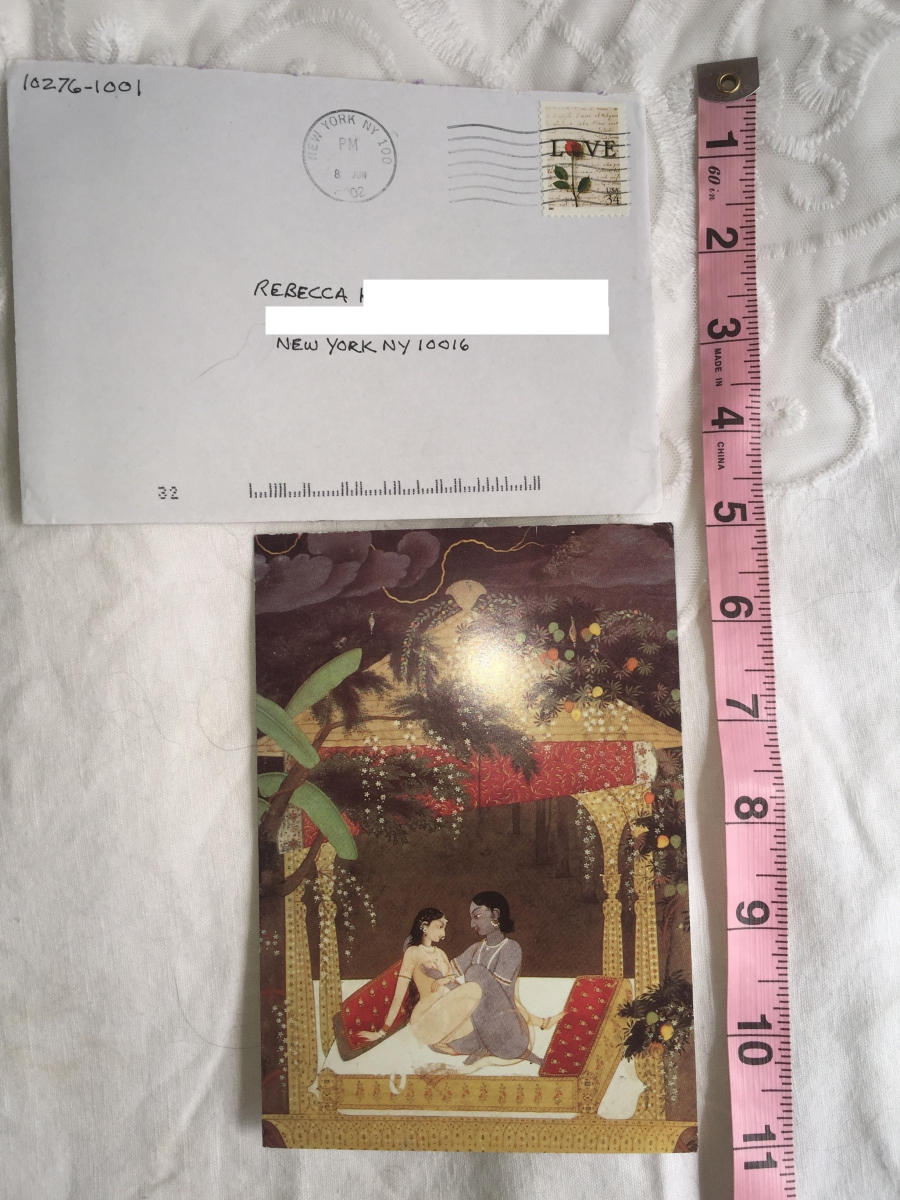 10276-1001
NEW YORK NY 100
PM
8 JUN
2002
LOVE
USA
34
REBECCA
NEW YORK NY 10016
32
1
60 in
2
3
MADE IN
4
CHINA
5
6
7
8
9
10
11